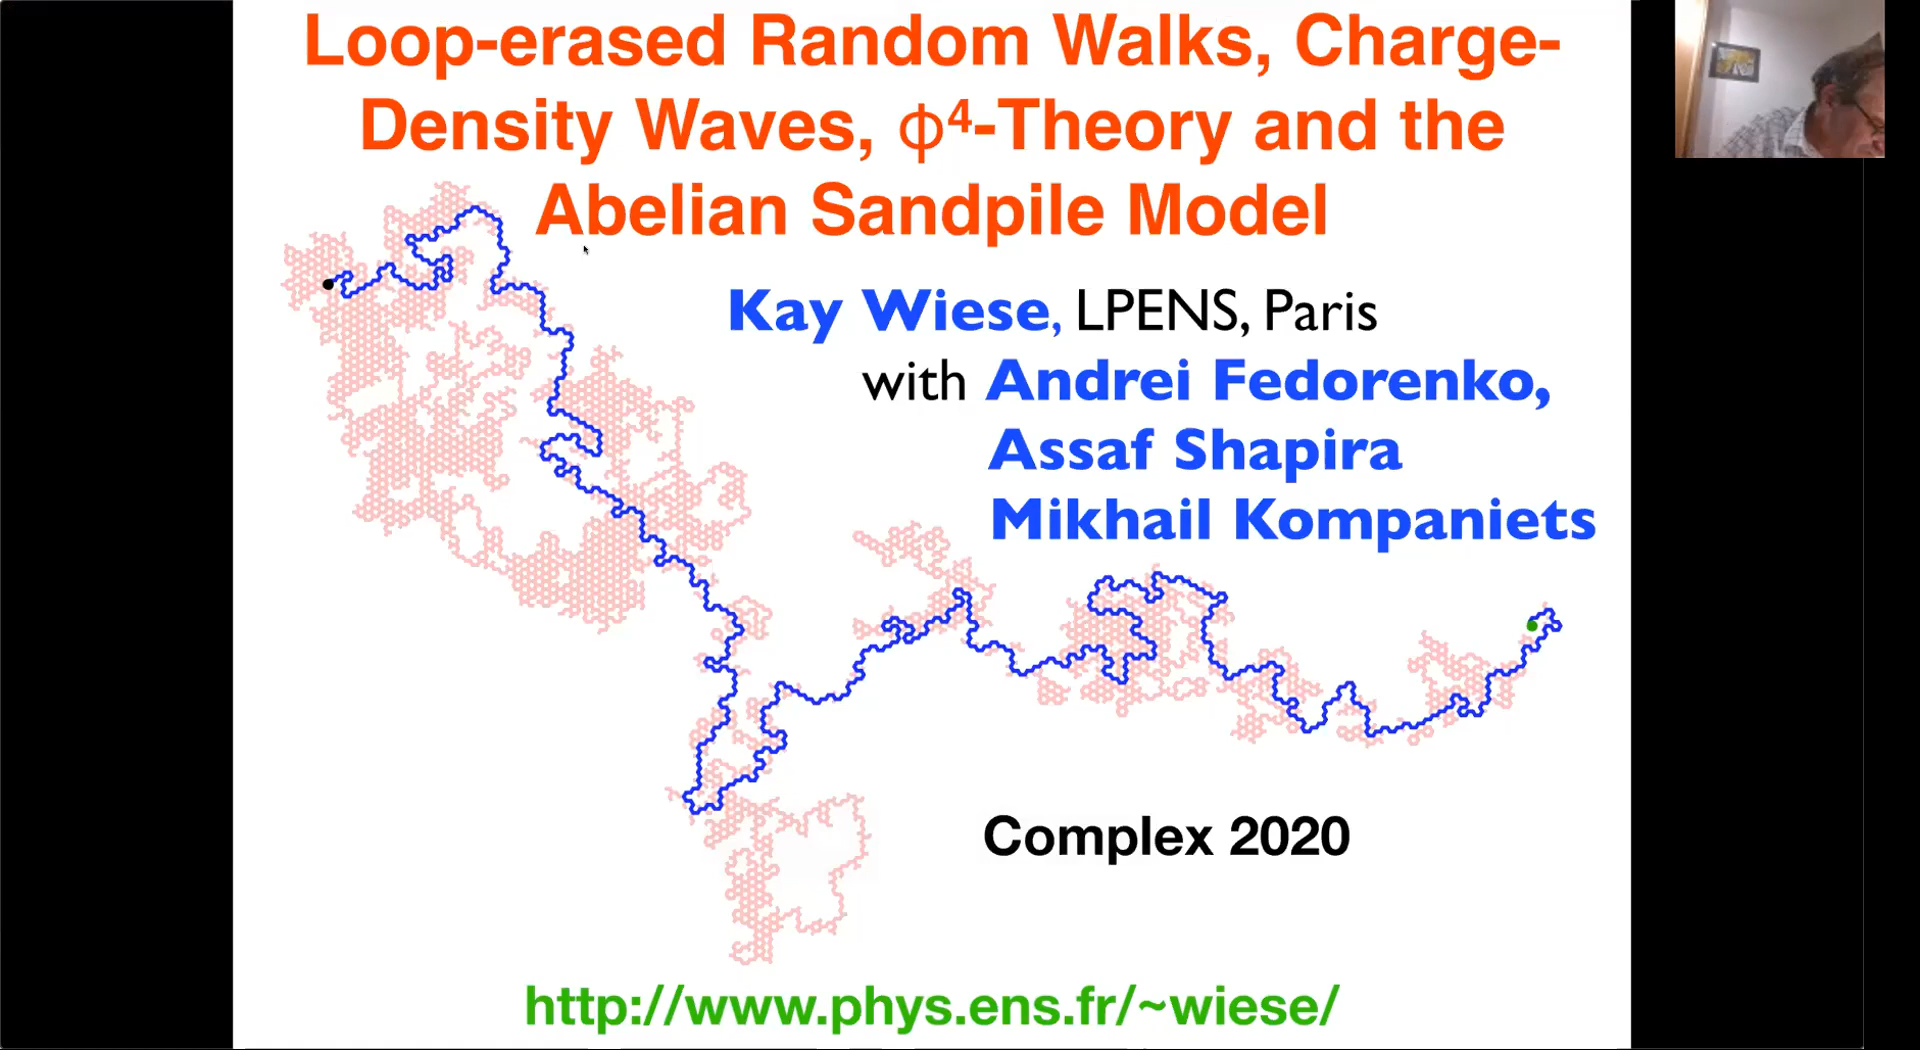 Loop-erased Random Walks, Charge-
Density Waves, ϕ⁴-Theory and the
Abelian Sandpile Model
Kay Wiese, LPENS, Paris
with Andrei Fedorenko,
Assaf Shapira
Mikhail Kompaniets
Complex 2020
http://www.phys.ens.fr/~wiese/